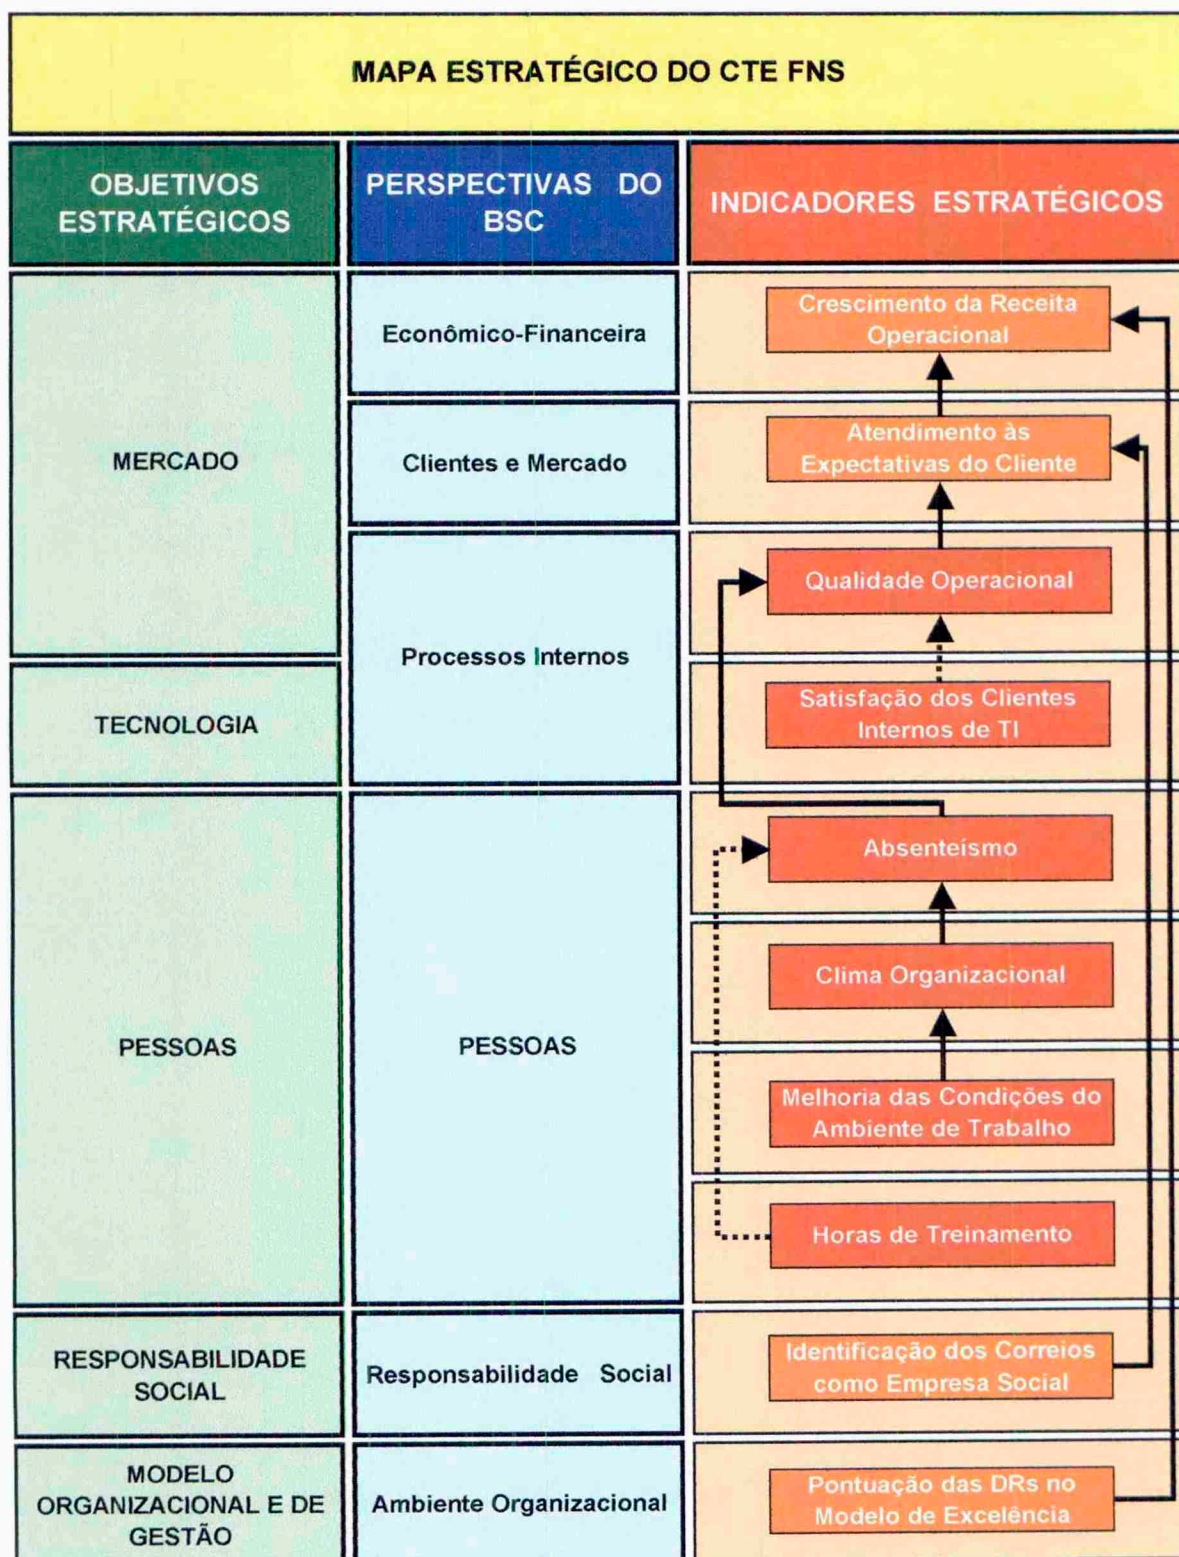 MAPA ESTRATÉGICO DO CTE FNS
OBJETIVOS
ESTRATÉGICOS
PERSPECTIVAS DO
BSC
INDICADORES ESTRATÉGICOS
MERCADO
Econômico-Financeira
Crescimento da Receita
Operacional
Clientes e Mercado
Atendimento às
Expectativas do Cliente
Processos Internos
Qualidade Operacional
TECNOLOGIA
Satisfação dos Clientes
Internos de TI
PESSOAS
PESSOAS
Absenteísmo
Clima Organizacional
Melhoria das Condições do
Ambiente de Trabalho
Horas de Treinamento
RESPONSABILIDADE
SOCIAL
Responsabilidade Social
Identificação dos Correios
como Empresa Social
MODELO
ORGANIZACIONAL E DE
GESTÃO
Ambiente Organizacional
Pontuação das DRs no
Modelo de Excelência